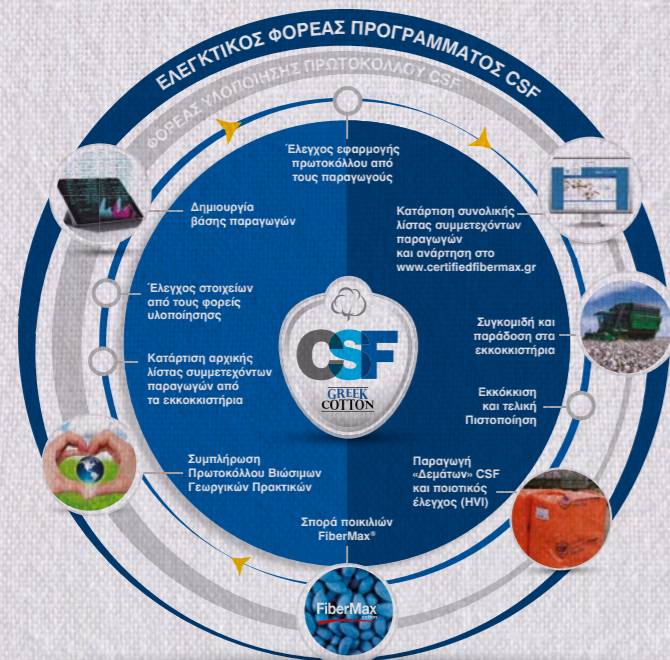 ΕΛΕΓΚΤΙΚΟΣ ΦΟΡΕΑΣ ΠΡΟΓΡΑΜΜΑΤΟΣ CSF
ΦΟΡΕΑΣ ΥΛΟΠΟΙΗΣΗΣ ΠΡΩΤΟΚΟΛΛΟΥ CSF
Έλεγχος εφαρμογής
πρωτοκόλλου από
τους παραγωγούς
Δημιουργία
βάσης παραγωγών
Κατάρτιση συνολικής
λίστας συμμετεχόντων
παραγωγών
και ανάρτηση στο
www.certifiedfibermax.gr
Έλεγχος στοιχείων
από τους φορείς
υλοποίησησς
Συγκομιδή και
παράδοση στα
εκκοκκιστήρια
Κατάρτιση αρχικής
λίστας συμμετεχόντων
παραγωγών από
τα εκκοκκιστήρια
CSF
GREEK
COTTON
Εκκόκκιση
και τελική
Πιστοποίηση
Συμπλήρωση
Πρωτοκόλλου Βιώσιμων
Γεωργικών Πρακτικών
Παραγωγή
«Δεμάτων» CSF
και ποιοτικός
έλεγχος (HVI)
Σπορά ποικιλιών
FiberMax®
FiberMax